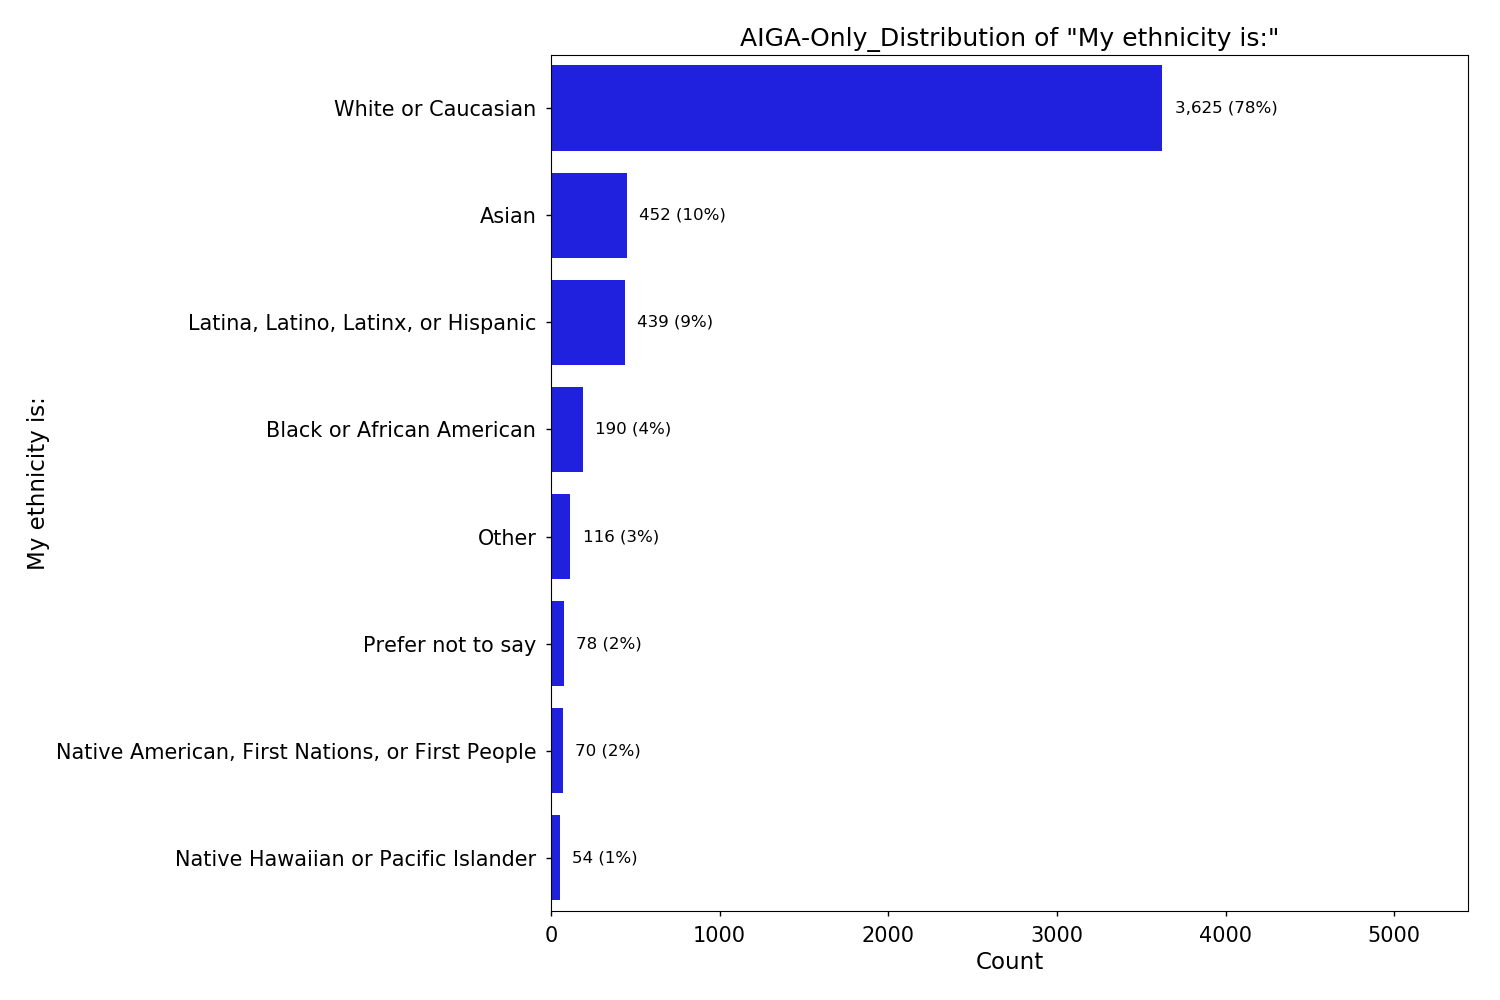 AIGA-Only_Distribution of "My ethnicity is:"
White or Caucasian
3,625 (78%)
Asian
452 (10%)
Latina, Latino, Latinx, or Hispanic
439 (9%)
Black or African American
190 (4%)
My ethnicity is:
Other
116 (3%)
Prefer not to say
78 (2%)
Native American, First Nations, or First People
70 (2%)
Native Hawaiian or Pacific Islander
54 (1%)
0 1000 2000 3000 4000 5000
Count